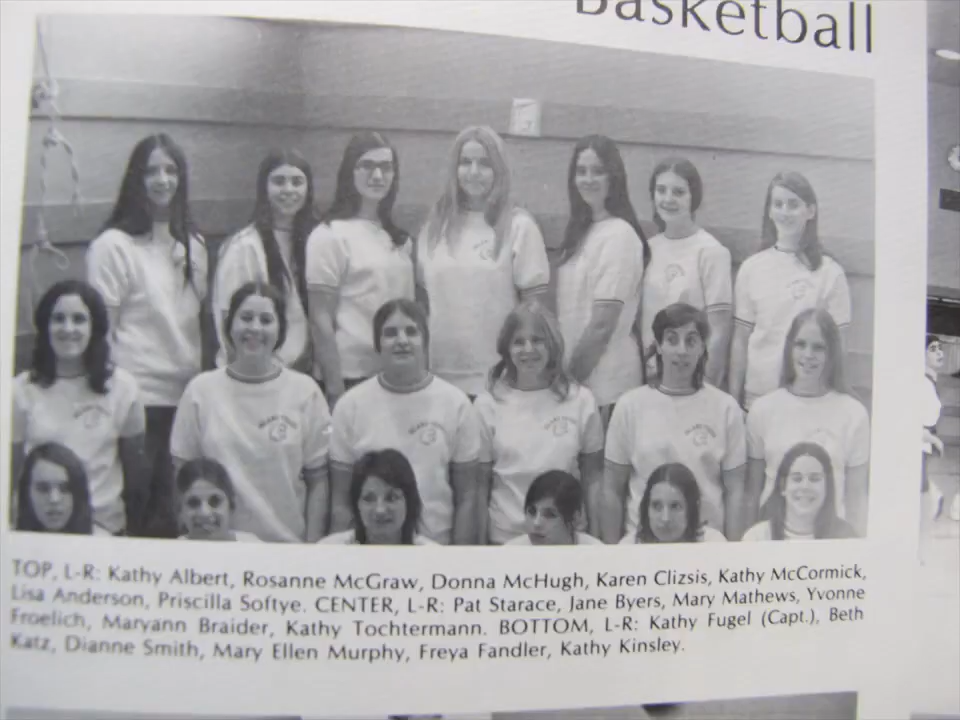 Basketball
TOP, L-R: Kathy Albert, Rosanne McGraw, Donna McHugh, Karen Clizsis, Kathy McCormick,
Lisa Anderson, Priscilla Softye. CENTER, L-R: Pat Starace, Jane Byers, Mary Mathews, Yvonne
Froelich, Maryann Braider, Kathy Tochtermann. BOTTOM, L-R: Kathy Fugel (Capt.), Beth
Katz, Dianne Smith, Mary Ellen Murphy, Freya Fandler, Kathy Kinsley.